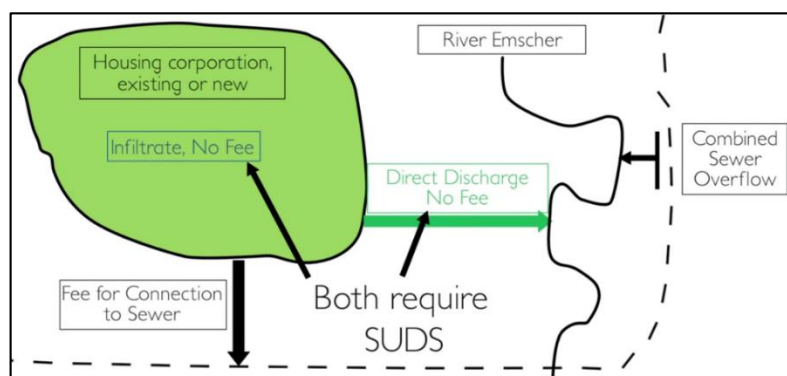 River Emscher
Housing corporation,
existing or new
Infiltrate, No Fee
Combined
Sewer
Overflow
Direct Discharge
No Fee
Fee for Connection
to Sewer
Both require
SUDS